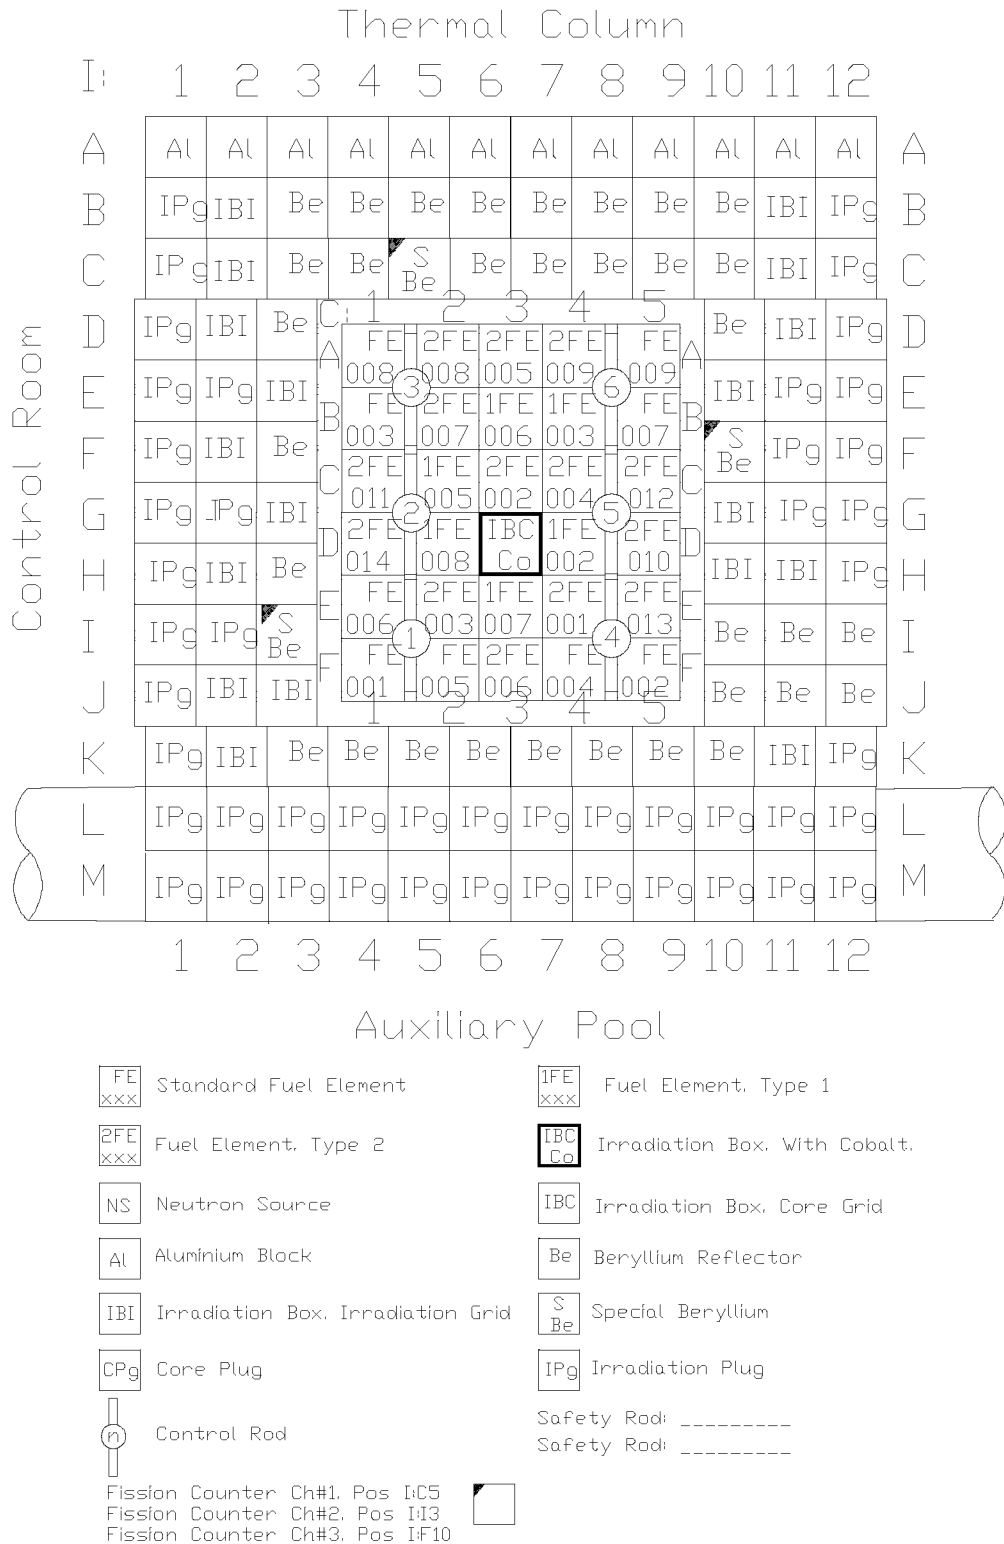 Thermal Column
I: 1 2 3 4 5 6 7 8 9 10 11 12
A Al Al Al Al Al Al Al Al Al Al Al Al A
B IPg IBI Be Be Be Be Be Be Be Be IBI IPg B
C IPg IBI Be Be S Be Be Be Be Be Be IBI IPg C
C: 1 2 3 4 5
D IPg IBI Be Be IBI IPg D
A FE 2FE 2FE 2FE FE A
008 008 005 009 009
3 6
E IPg IPg IBI IBI IPg IPg E
B FE 2FE 1FE 1FE FE B
003 007 006 003 007
F IPg IBI Be S Be IPg IPg F
C 2FE 1FE 2FE 2FE 2FE C
011 005 002 004 012
2 5
G IPg IPg IBI IBI IPg IPg G
D 2FE 1FE IBC 1FE 2FE D
014 008 Co 002 010
H IPg IBI Be IBI IBI IPg H
E FE 2FE 1FE 2FE 2FE E
006 003 007 001 013
1 4
I IPg IPg S Be Be Be Be I
F FE FE 2FE FE FE F
001 005 006 004 002
J IPg IBI IBI Be Be Be J
1 2 3 4 5
K IPg IBI Be Be Be Be Be Be Be Be IBI IPg K
L IPg IPg IPg IPg IPg IPg IPg IPg IPg IPg IPg IPg L
M IPg IPg IPg IPg IPg IPg IPg IPg IPg IPg IPg IPg M
1 2 3 4 5 6 7 8 9 10 11 12
Control Room
Auxiliary Pool
FE xxx Standard Fuel Element
1FE xxx Fuel Element, Type 1
2FE xxx Fuel Element, Type 2
IBC Co Irradiation Box, With Cobalt.
NS Neutron Source
IBC Irradiation Box, Core Grid
Al Aluminium Block
Be Beryllium Reflector
IBI Irradiation Box, Irradiation Grid
S Be Special Beryllium
CPg Core Plug
IPg Irradiation Plug
n Control Rod
Safety Rod: _________
Safety Rod: _________
Fission Counter Ch#1, Pos I:C5
Fission Counter Ch#2, Pos I:I3
Fission Counter Ch#3, Pos I:F10